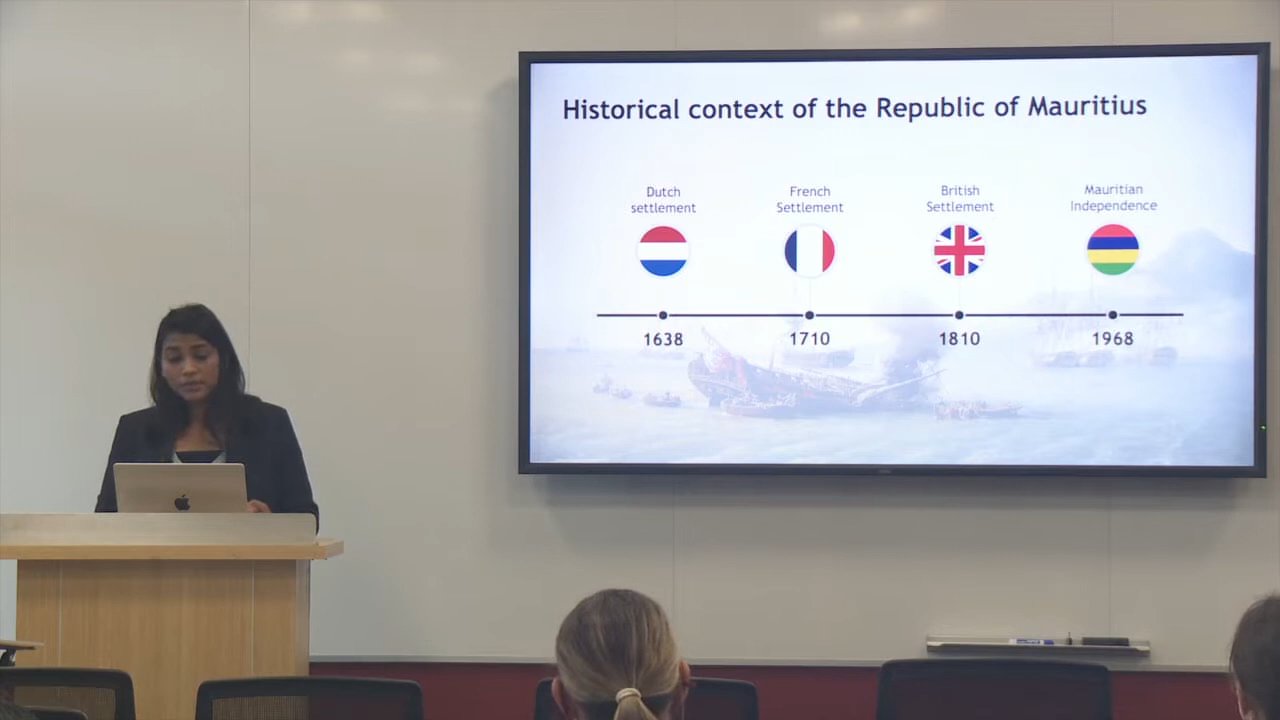 Historical context of the Republic of Mauritius
Dutch
settlement
French
Settlement
British
Settlement
Mauritian
Independence
1638
1710
1810
1968